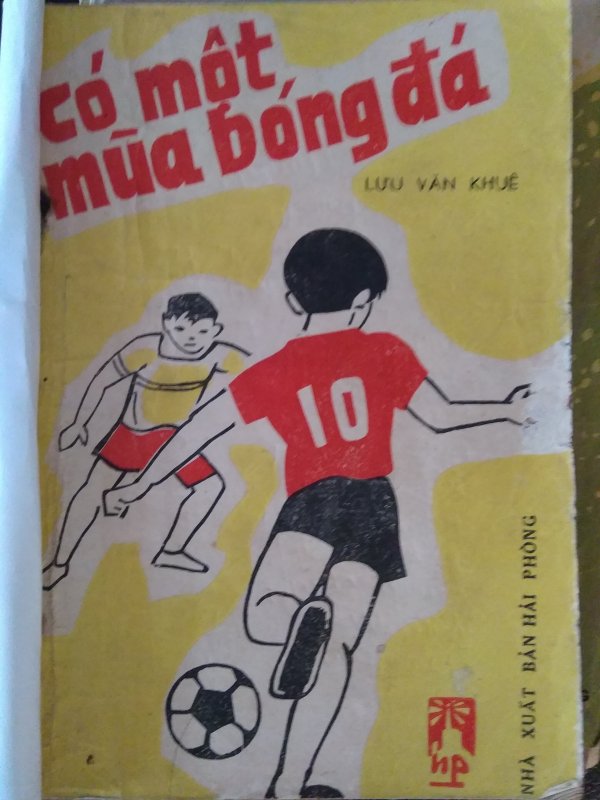 có một
mùa bóng đá
LƯU VĂN KHUÊ
10
NHÀ XUẤT BẢN HẢI PHÒNG
hp